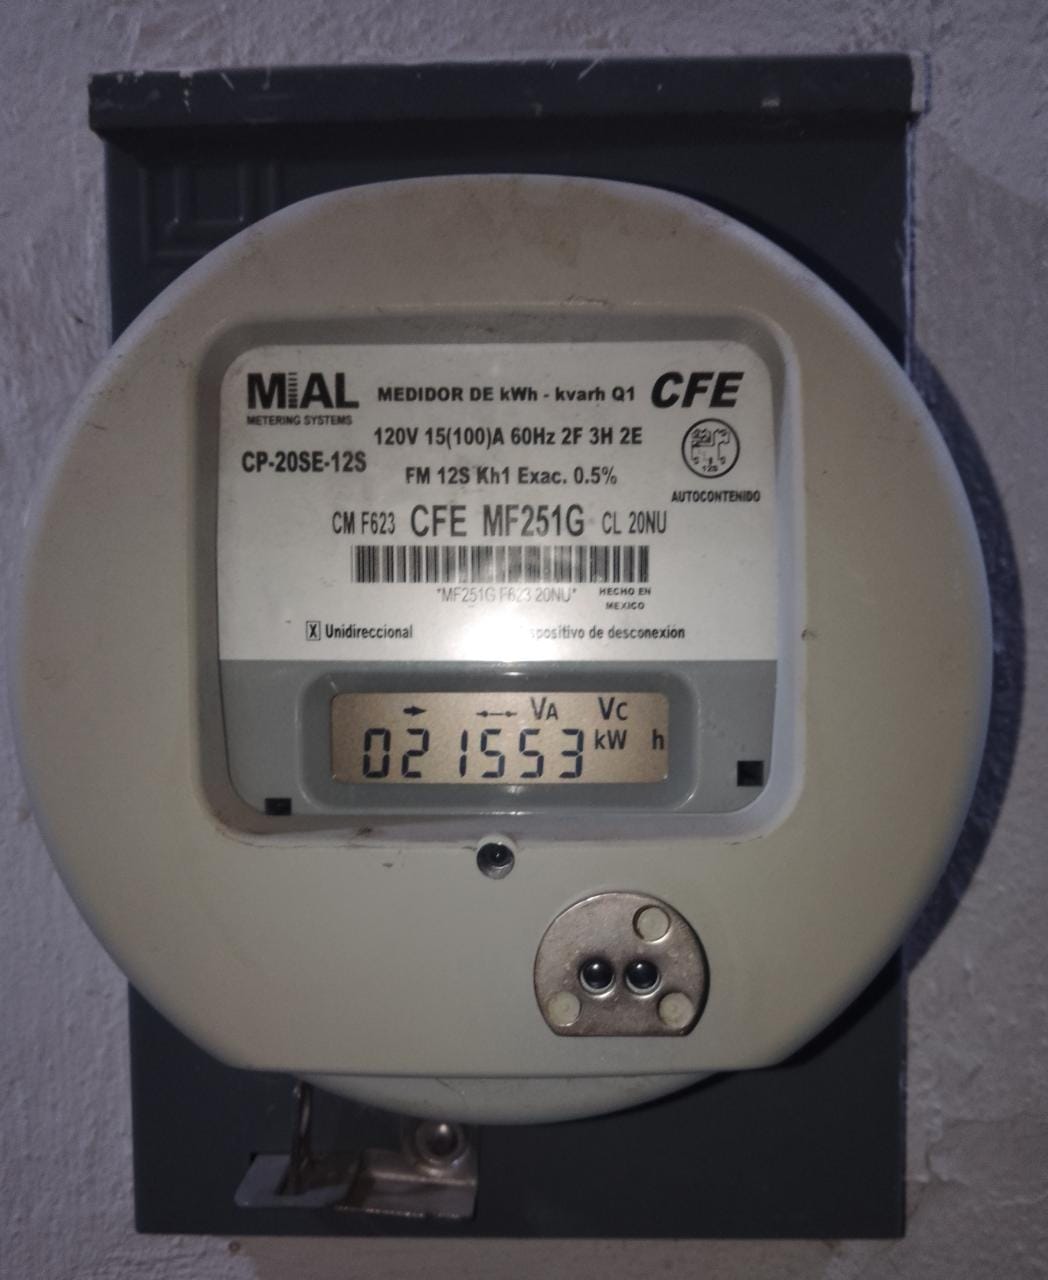 MIAL MEDIDOR DE kWh - kvarh Q1 CFE
METERING SYSTEMS
120V 15(100)A 60Hz 2F 3H 2E
CP-20SE-12S
FM 12S Kh1 Exac. 0.5%
12S
AUTOCONTENIDO
CM F623 CFE MF251G CL 20NU
*MF251G F623 20NU* HECHO EN
MEXICO
X Unidireccional de desconexión
VA VC
021553 kW h